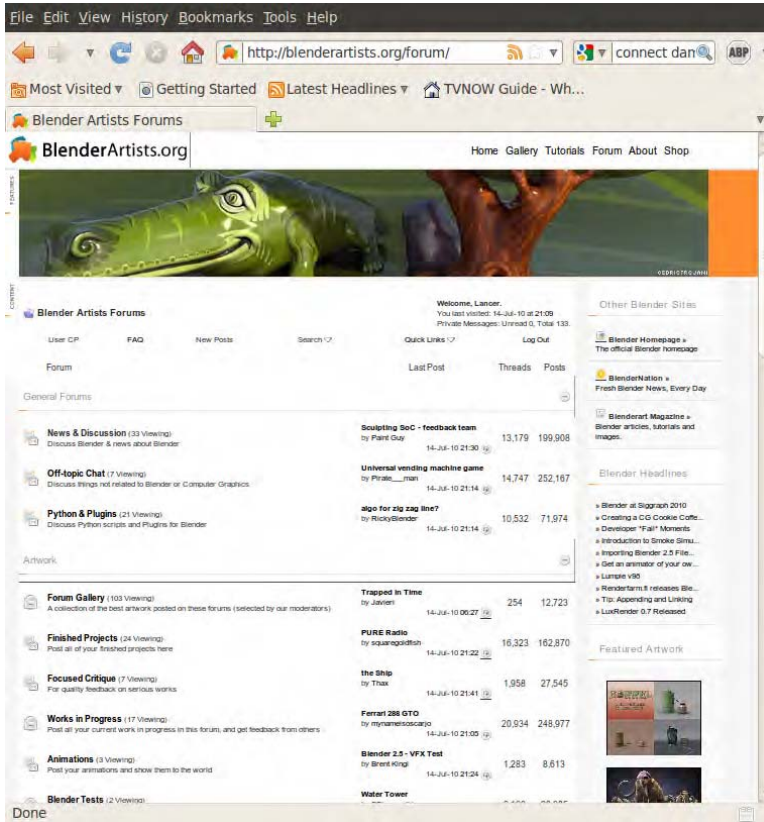 File Edit View History Bookmarks Tools Help
http://blenderartists.org/forum/
connect dan
ABP
Most Visited Getting Started Latest Headlines TVNOW Guide - Wh...
Blender Artists Forums
BlenderArtists.org
Home Gallery Tutorials Forum About Shop
FEATURES
CONTENT
Blender Artists Forums
Welcome, Lancer.
You last visited: 14-Jul-10 at 21:09
Private Messages: Unread 0, Total 133.
User CP FAQ New Posts Search Quick Links Log Out
Forum Last Post Threads Posts
General Forums
News & Discussion (33 Viewing)
Discuss Blender & news about Blender
Sculpting SoC - feedback team
by Paint Guy
14-Jul-10 21:30
13,179 199,908
Off-topic Chat (7 Viewing)
Discuss things not related to Blender or Computer Graphics
Universal vending machine game
by Pirate___man
14-Jul-10 21:14
14,747 252,167
Python & Plugins (21 Viewing)
Discuss Python scripts and Plugins for Blender
algo for zig zag line?
by RickyBlender
14-Jul-10 21:14
10,532 71,974
Artwork
Forum Gallery (103 Viewing)
A collection of the best artwork posted on these forums (selected by our moderators)
Trapped in Time
by Javieri
14-Jul-10 06:27
254 12,723
Finished Projects (24 Viewing)
Post all of your finished projects here
PURE Radio
by squaregoldfish
14-Jul-10 21:22
16,323 162,870
Focused Critique (7 Viewing)
For quality feedback on serious works
the Ship
by Thax
14-Jul-10 21:41
1,958 27,545
Works in Progress (17 Viewing)
Post all your current work in progress in this forum, and get feedback from others
Ferrari 288 GTO
by mynameisoscarjo
14-Jul-10 21:05
20,934 248,977
Animations (3 Viewing)
Post your animations and show them to the world
Blender 2.5 - VFX Test
by Brent Kingi
14-Jul-10 21:24
1,283 8,613
Blender Tests (2 Viewing)
Water Tower
Other Blender Sites
Blender Homepage »
The official Blender homepage
BlenderNation »
Fresh Blender News, Every Day
Blenderart Magazine »
Blender articles, tutorials and
images.
Blender Headlines
» Blender at Siggraph 2010
» Creating a CG Cookie Coffe...
» Developer "Fail" Moments
» Introduction to Smoke Simu...
» Importing Blender 2.5 File...
» Get an animator of your ow...
» Lumpie v98
» Renderfarm.fi releases Ble...
» Tip: Appending and Linking
» LuxRender 0.7 Released
Featured Artwork
Done